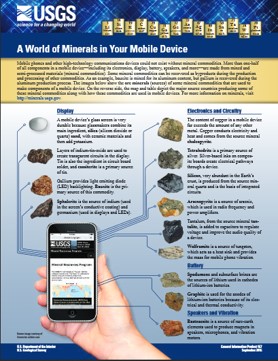 USGS
science for a changing world
A World of Minerals in Your Mobile Device
Mobile phones and other high-technology communications devices could not exist without mineral commodities. More than one-half
of all components in a mobile device—including its electronics, display, battery, speakers, and more—are made from mined and
semi-processed materials (mineral commodities). Some mineral commodities can be recovered as byproducts during the production
and processing of other commodities. As an example, bauxite is mined for its aluminum content, but gallium is recovered during the
aluminum production process. The images below show the ore minerals (sources) of some mineral commodities that are used to
make components of a mobile device. On the reverse side, the map and table depict the major source countries producing some of
these mineral commodities along with how these commodities are used in mobile devices. For more information on minerals, visit
http://minerals.usgs.gov.
Display
A mobile device's glass screen is very
durable because glassmakers combine its
main ingredient, silica (silicon dioxide or
quartz) sand, with ceramic materials and
then add potassium.
Layers of indium-tin-oxide are used to
create transparent circuits in the display.
Tin is also the ingredient in circuit board
solder, and cassiterite is a primary source
of tin.
Gallium provides light emitting diode
(LED) backlighting. Bauxite is the pri-
mary source of this commodity.
Sphalerite is the source of indium (used
in the screen's conductive coating) and
germanium (used in displays and LEDs).
Electronics and Circuitry
The content of copper in a mobile device
far exceeds the amount of any other
metal. Copper conducts electricity and
heat and comes from the source mineral
chalcopyrite.
Tetrahedrite is a primary source of
silver. Silver-based inks on compos-
ite boards create electrical pathways
through a device.
Silicon, very abundant in the Earth's
crust, is produced from the source min-
eral quartz and is the basis of integrated
circuits.
Arsenopyrite is a source of arsenic,
which is used in radio frequency and
power amplifiers.
Tantalum, from the source mineral tan-
talite, is added to capacitors to regulate
voltage and improve the audio quality of
a device.
Wolframite is a source of tungsten,
which acts as a heat sink and provides
the mass for mobile phone vibration.
Battery
Spodumene and subsurface brines are
the sources of lithium used in cathodes
of lithium-ion batteries.
Graphite is used for the anodes of
lithium-ion batteries because of its elec-
trical and thermal conductivity.
Speakers and Vibration
Bastnaesite is a source of rare-earth
elements used to produce magnets in
speakers, microphones, and vibration
motors.
USGS
U.S. Department of the Interior
U.S. Geological Survey